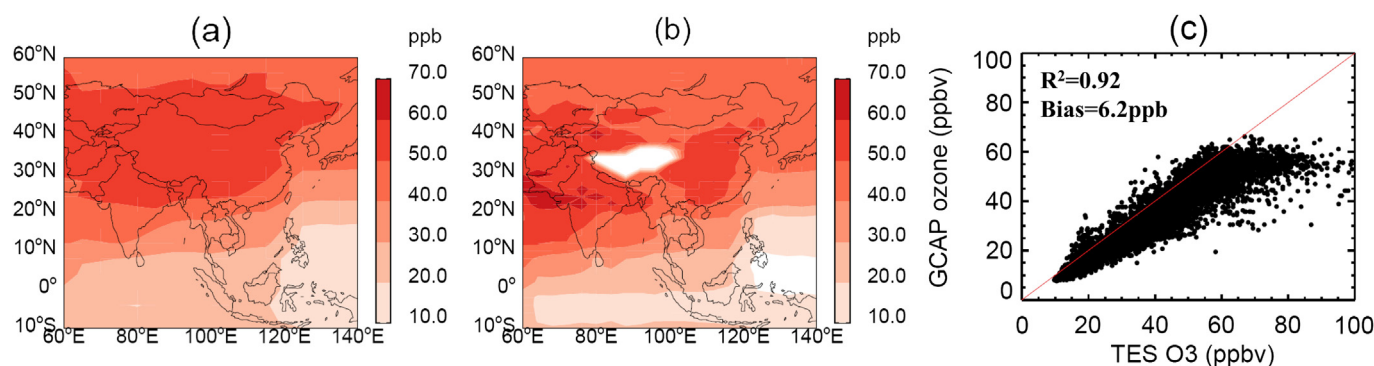 (a)
ppb
60°N
50°N
40°N
30°N
20°N
10°N
0°
10°S
60°E
80°E
100°E
120°E
140°E
70.0
60.0
50.0
40.0
30.0
20.0
10.0
(b)
ppb
60°N
50°N
40°N
30°N
20°N
10°N
0°
10°S
60°E
80°E
100°E
120°E
140°E
70.0
60.0
50.0
40.0
30.0
20.0
10.0
(c)
R²=0.92
Bias=6.2ppb
GCAP ozone (ppbv)
100
80
60
40
20
0
0
20
40
60
80
100
TES O3 (ppbv)